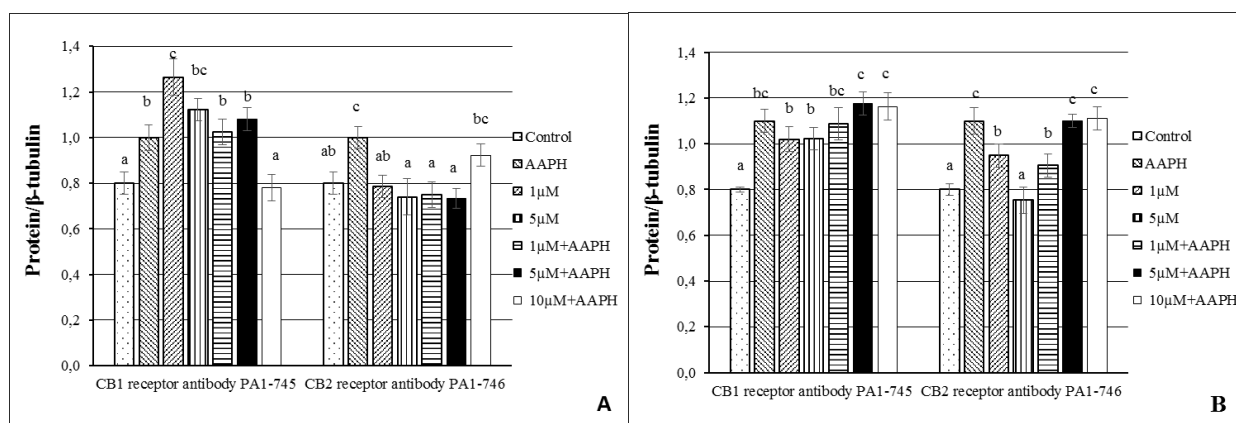 Protein/β-tubulin
1,4
1,2
1,0
0,8
0,6
0,4
0,2
0,0
a
b
c
bc
b
b
a
ab
c
ab
a
a
a
bc
CB1 receptor antibody PA1-745
CB2 receptor antibody PA1-746
Control
AAPH
1µM
5µM
1µM+AAPH
5µM+AAPH
10µM+AAPH
A
Protein/β-tubulin
1,4
1,2
1,0
0,8
0,6
0,4
0,2
0,0
a
bc
b
b
bc
c
c
a
c
b
a
b
c
c
CB1 receptor antibody PA1-745
CB2 receptor antibody PA1-746
Control
AAPH
1µM
5µM
1µM+AAPH
5µM+AAPH
10µM+AAPH
B